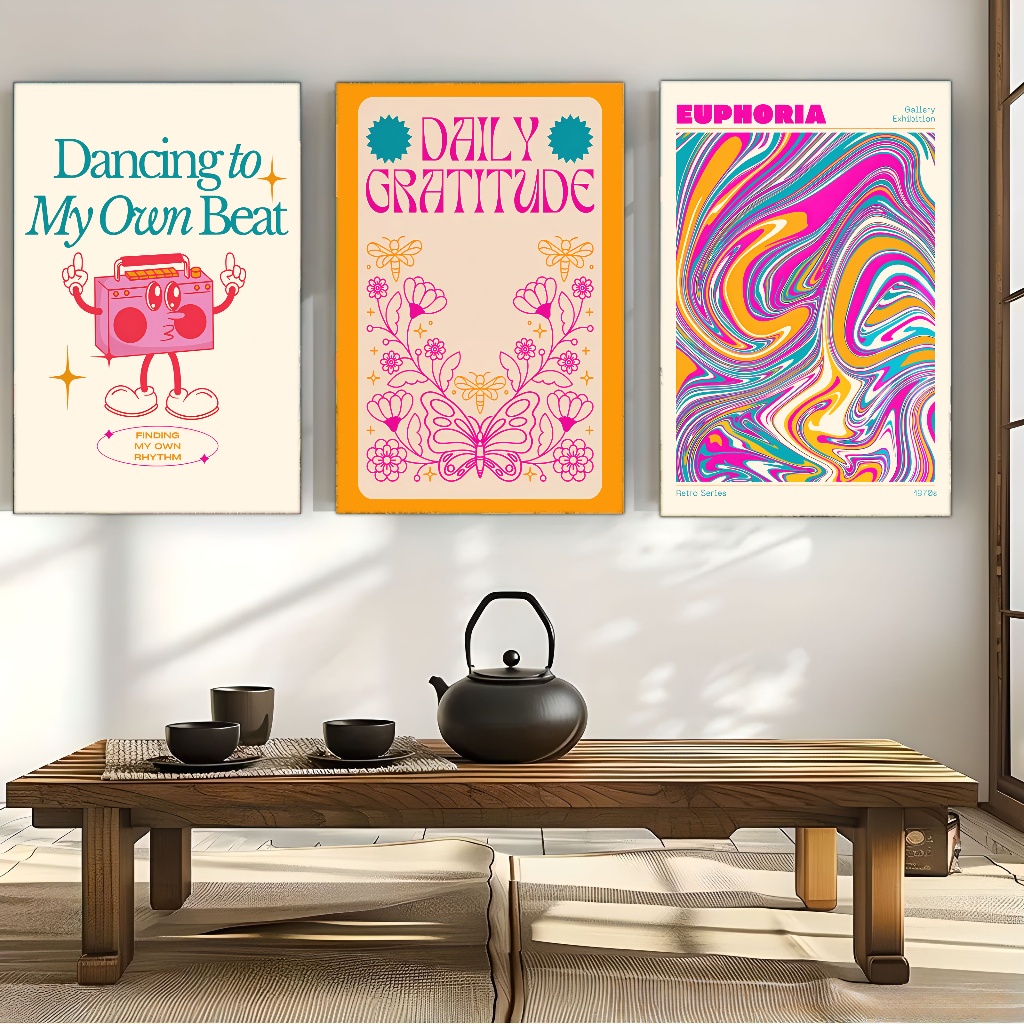 Dancing to
My Own Beat
FINDING
MY OWN
RHYTHM
DAILY
GRATITUDE
EUPHORIA
Gallery
Exhibition
Retro Series
1970s